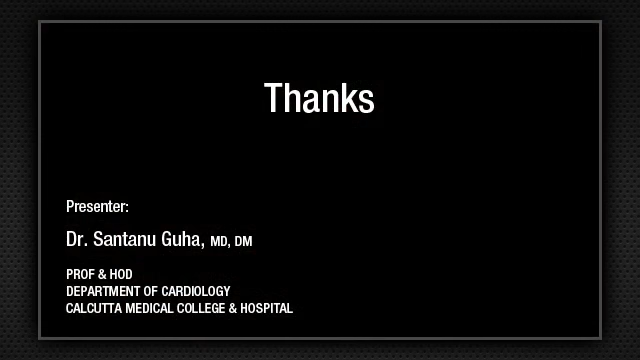 Thanks
Presenter:
Dr. Santanu Guha, MD, DM
PROF & HOD
DEPARTMENT OF CARDIOLOGY
CALCUTTA MEDICAL COLLEGE & HOSPITAL